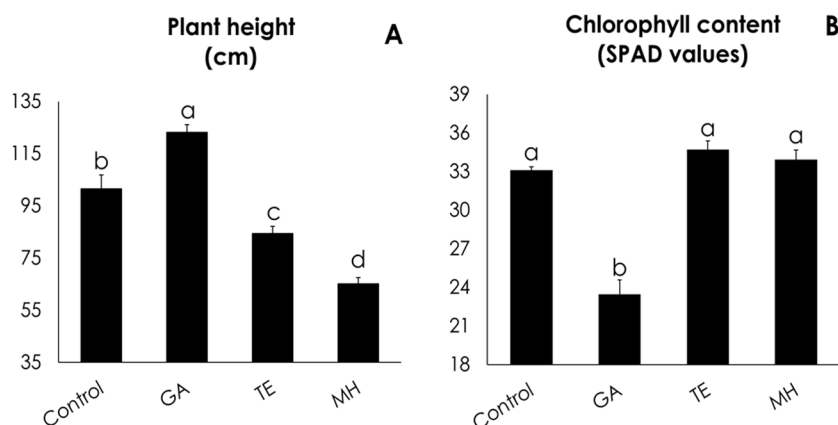 Plant height
(cm)
A
135
115
95
75
55
35
b
a
c
d
Control
GA
TE
MH
Chlorophyll content
(SPAD values)
B
39
36
33
30
27
24
21
18
a
b
a
a
Control
GA
TE
MH